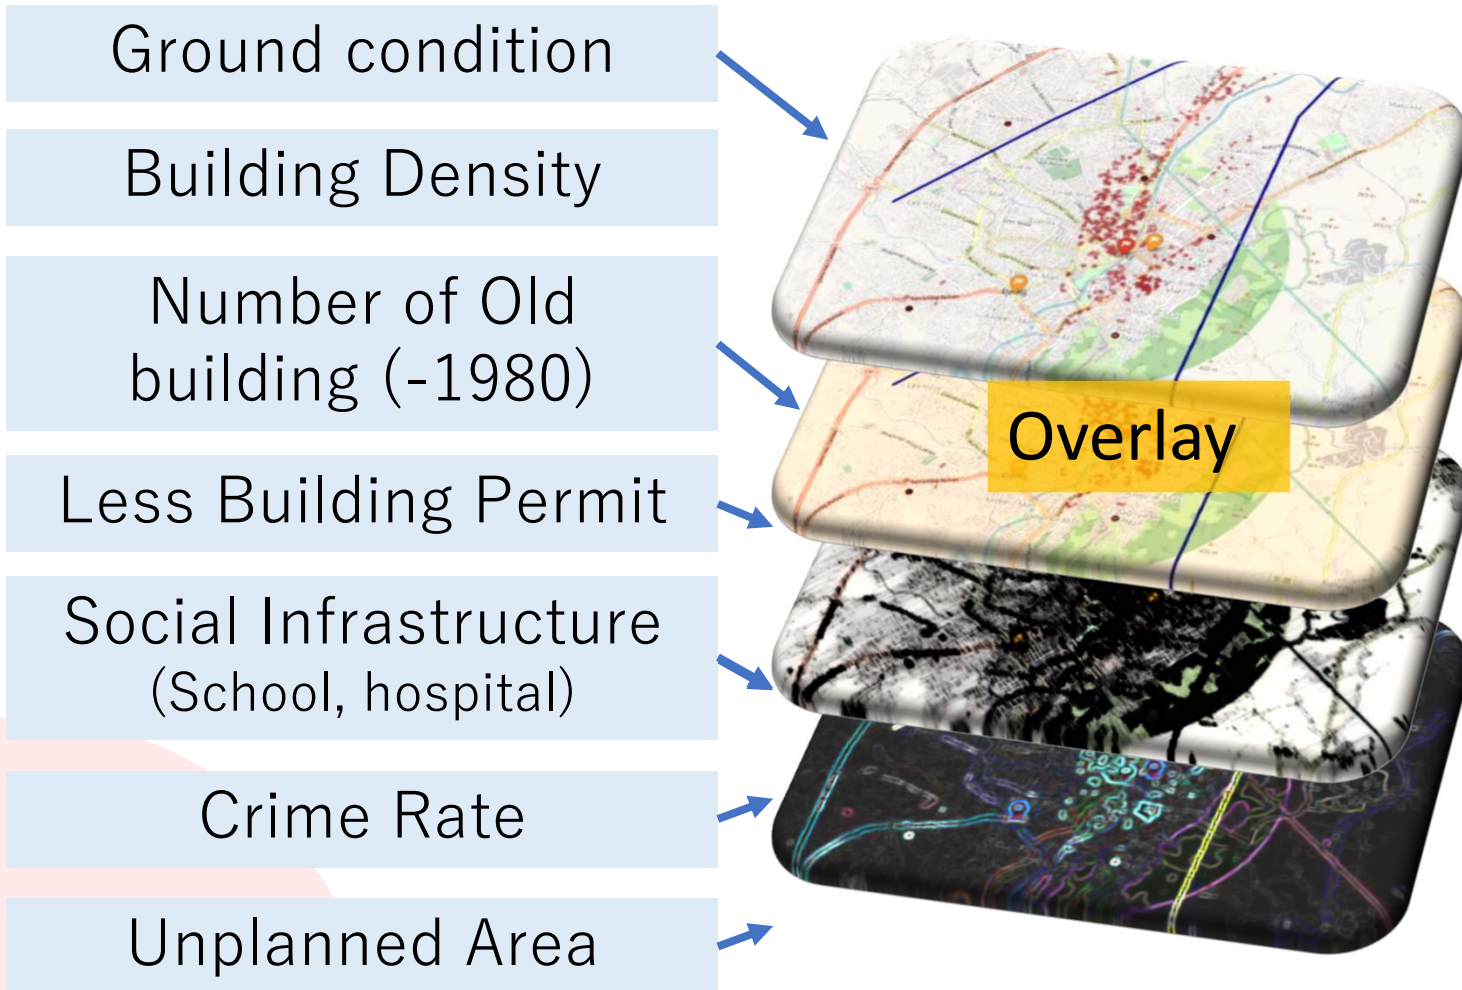 Ground condition
Building Density
Number of Old
building (-1980)
Less Building Permit
Social Infrastructure
(School, hospital)
Crime Rate
Unplanned Area
Overlay